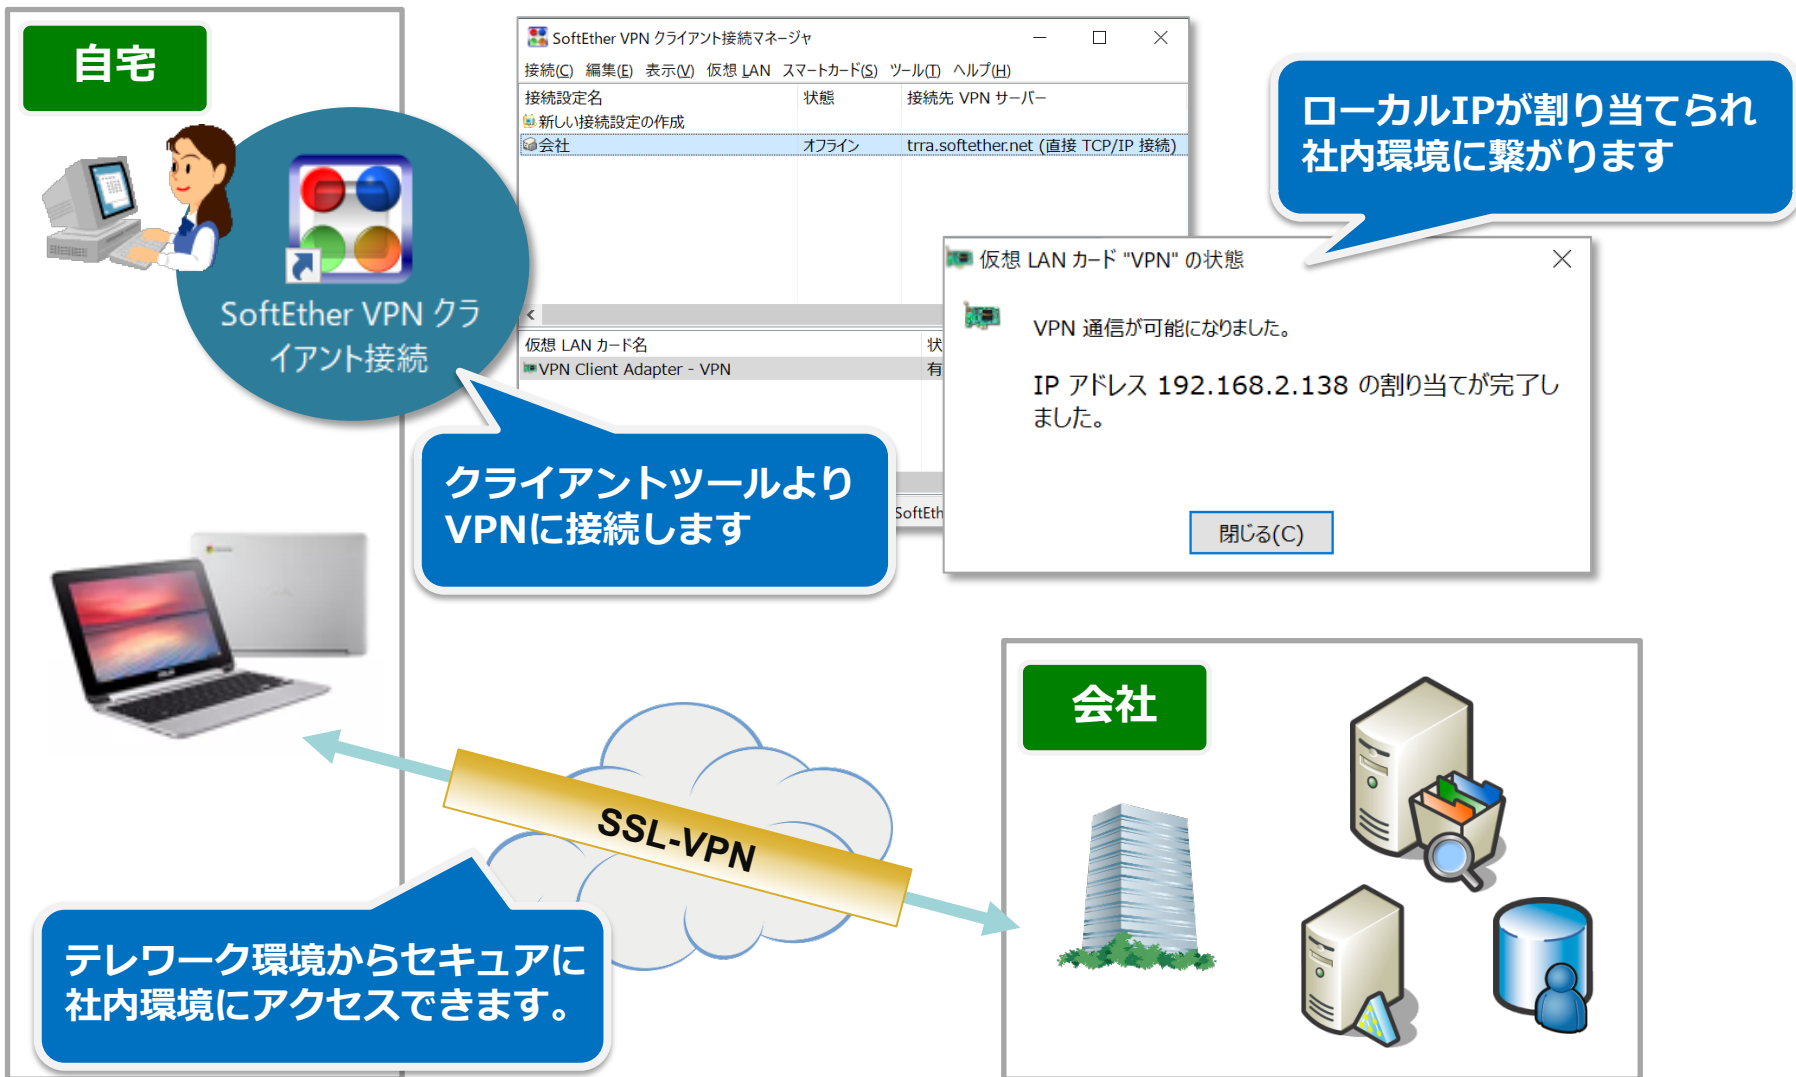 自宅
SoftEther VPN クラ
イアント接続
SoftEther VPN クライアント接続マネージャ
接続(C) 編集(E) 表示(V) 仮想 LAN スマートカード(S) ツール(T) ヘルプ(H)
接続設定名 状態 接続先 VPN サーバー
新しい接続設定の作成
会社 オフライン trra.softether.net (直接 TCP/IP 接続)
仮想 LAN カード名 状
VPN Client Adapter - VPN 有
SoftEth
ローカルIPが割り当てられ
社内環境に繋がります
仮想 LAN カード "VPN" の状態
VPN 通信が可能になりました。
IP アドレス 192.168.2.138 の割り当てが完了し
ました。
閉じる(C)
クライアントツールより
VPNに接続します
SSL-VPN
テレワーク環境からセキュアに
社内環境にアクセスできます。
会社